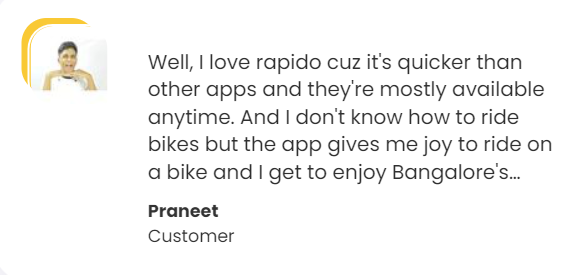 Well, I love rapido cuz it's quicker than
other apps and they're mostly available
anytime. And I don't know how to ride
bikes but the app gives me joy to ride on
a bike and I get to enjoy Bangalore's...
Praneet
Customer